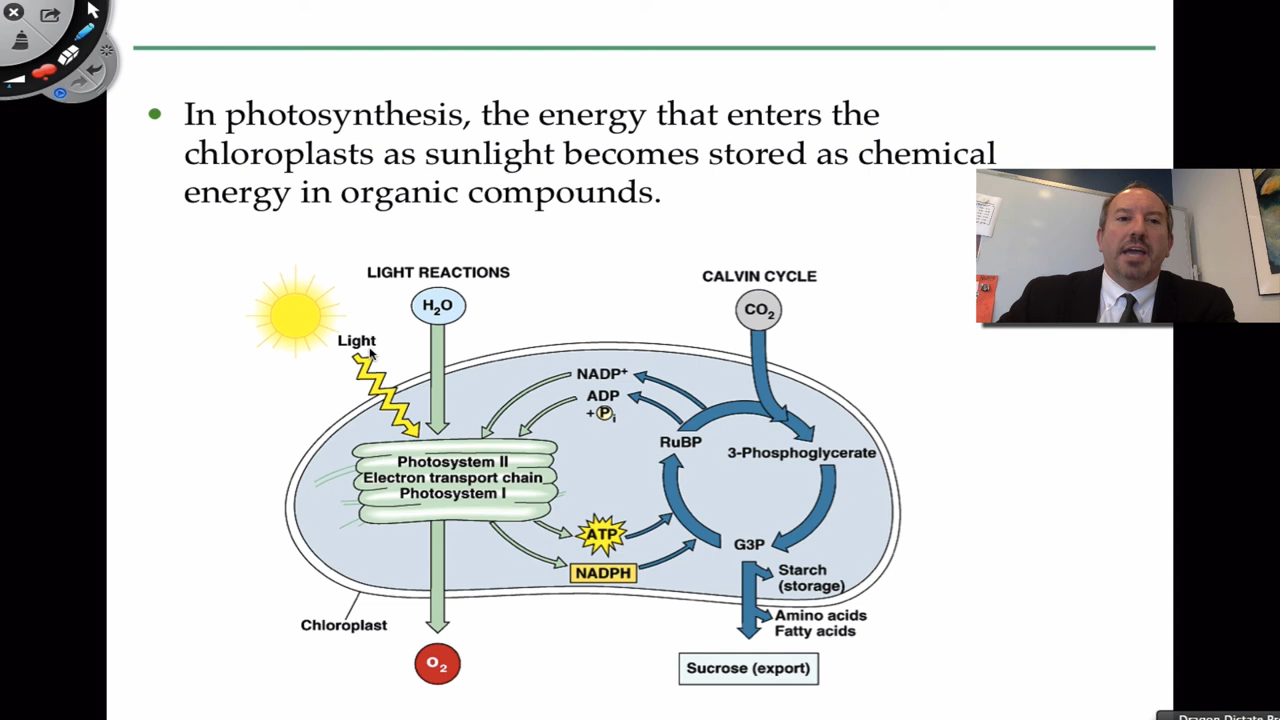 • In photosynthesis, the energy that enters the
chloroplasts as sunlight becomes stored as chemical
energy in organic compounds.
LIGHT REACTIONS
CALVIN CYCLE
H₂O
CO₂
Light
NADP⁺
ADP
+ Pᵢ
RuBP
3-Phosphoglycerate
Photosystem II
Electron transport chain
Photosystem I
ATP
NADPH
G3P
Starch
(storage)
Amino acids
Fatty acids
Chloroplast
O₂
Sucrose (export)